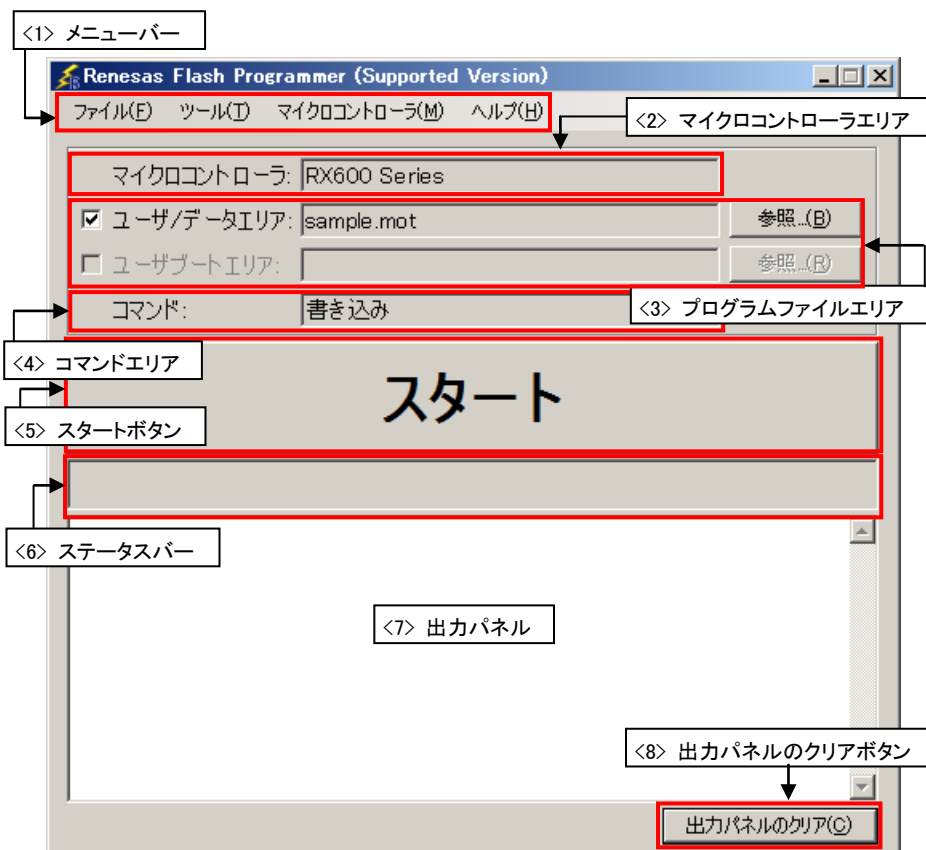 <1> メニューバー
Renesas Flash Programmer (Supported Version)
ファイル(F) ツール(T) マイクロコントローラ(M) ヘルプ(H)
<2> マイクロコントローラエリア
マイクロコントローラ: RX600 Series
ユーザ/データエリア: sample.mot 参照...(B)
ユーザブートエリア: 参照...(R)
コマンド: 書き込み
<3> プログラムファイルエリア
<4> コマンドエリア
スタート
<5> スタートボタン
<6> ステータスバー
<7> 出力パネル
<8> 出力パネルのクリアボタン
出力パネルのクリア(C)